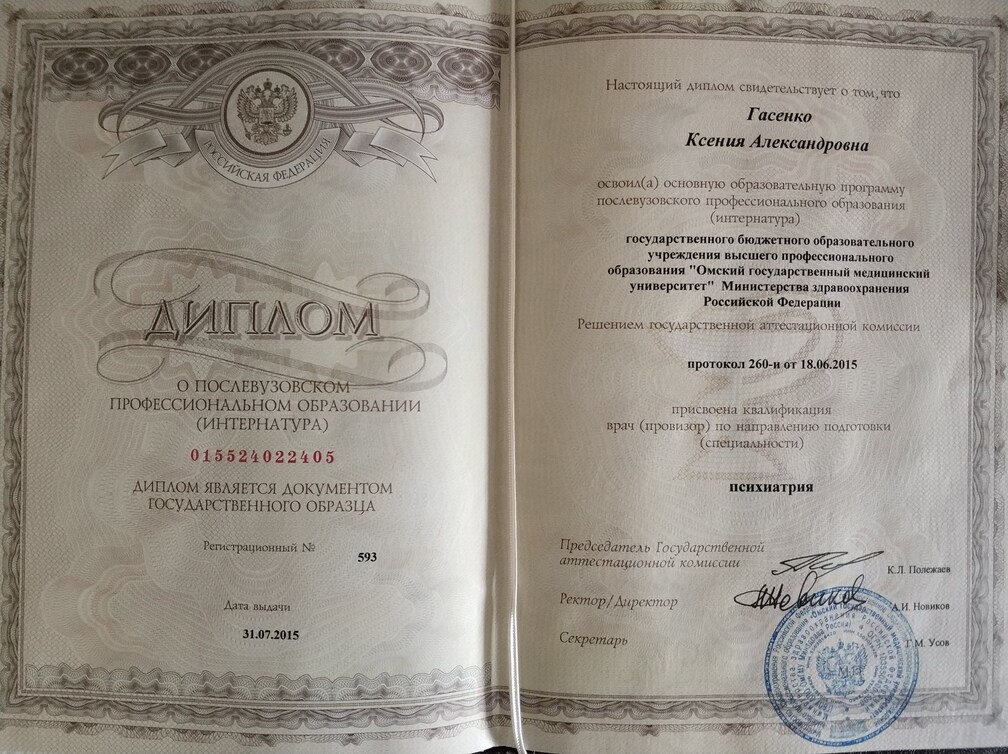 РОССИЙСКАЯ ФЕДЕРАЦИЯ
ДИПЛОМ
О ПОСЛЕВУЗОВСКОМ
ПРОФЕССИОНАЛЬНОМ ОБРАЗОВАНИИ
(ИНТЕРНАТУРА)
015524022405
ДИПЛОМ ЯВЛЯЕТСЯ ДОКУМЕНТОМ
ГОСУДАРСТВЕННОГО ОБРАЗЦА
Регистрационный №
593
Дата выдачи
31.07.2015
Настоящий диплом свидетельствует о том, что
Гасенко
Ксения Александровна
освоил(а) основную образовательную программу
послевузовского профессионального образования
(интернатура)
государственного бюджетного образовательного
учреждения высшего профессионального
образования "Омский государственный медицинский
университет" Министерства здравоохранения
Российской Федерации
Решением государственной аттестационной комиссии
протокол 260-и от 18.06.2015
присвоена квалификация
врач (провизор) по направлению подготовки
(специальности)
психиатрия
Председатель Государственной
аттестационной комиссии
К.Л. Полежаев
Ректор/Директор
А.И. Новиков
Секретарь
Г.М. Усов